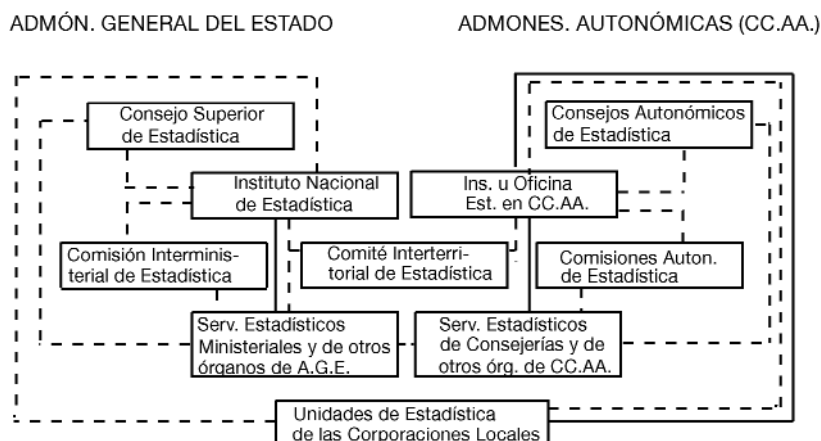 ADMÓN. GENERAL DEL ESTADO
ADMONES. AUTONÓMICAS (CC.AA.)
Consejo Superior
de Estadística
Consejos Autonómicos
de Estadística
Instituto Nacional
de Estadística
Ins. u Oficina
Est. en CC.AA.
Comisión Interminis-
terial de Estadística
Comité Interterri-
torial de Estadística
Comisiones Auton.
de Estadística
Serv. Estadísticos
Ministeriales y de otros
órganos de A.G.E.
Serv. Estadísticos
de Consejerías y de
otros órg. de CC.AA.
Unidades de Estadística
de las Corporaciones Locales